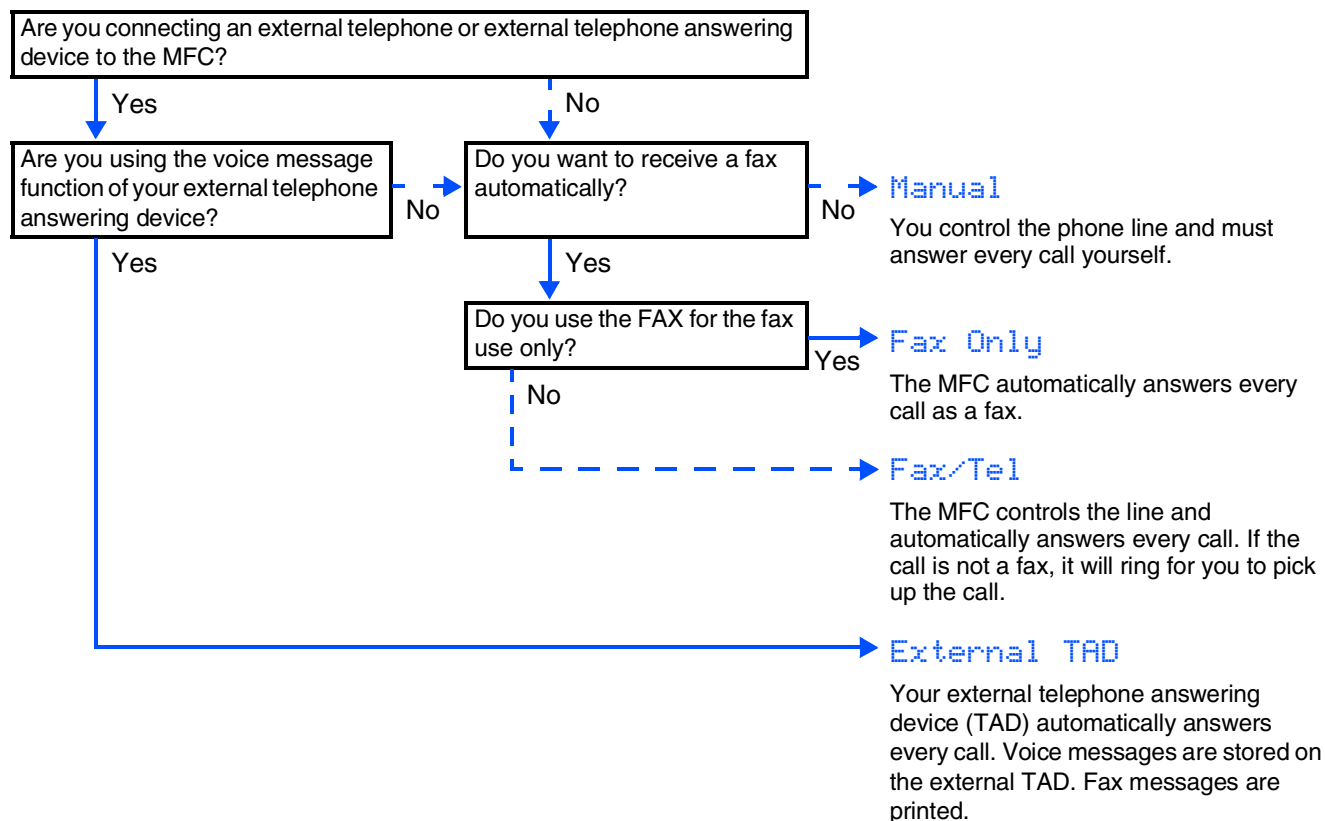 Are you connecting an external telephone or external telephone answering
device to the MFC?
Yes
No
Are you using the voice message
function of your external telephone
answering device?
No
Do you want to receive a fax
automatically?
No
Manual
You control the phone line and must
answer every call yourself.
Yes
Yes
Do you use the FAX for the fax
use only?
Yes
Fax Only
The MFC automatically answers every
call as a fax.
No
Fax/Tel
The MFC controls the line and
automatically answers every call. If the
call is not a fax, it will ring for you to pick
up the call.
External TAD
Your external telephone answering
device (TAD) automatically answers
every call. Voice messages are stored on
the external TAD. Fax messages are
printed.